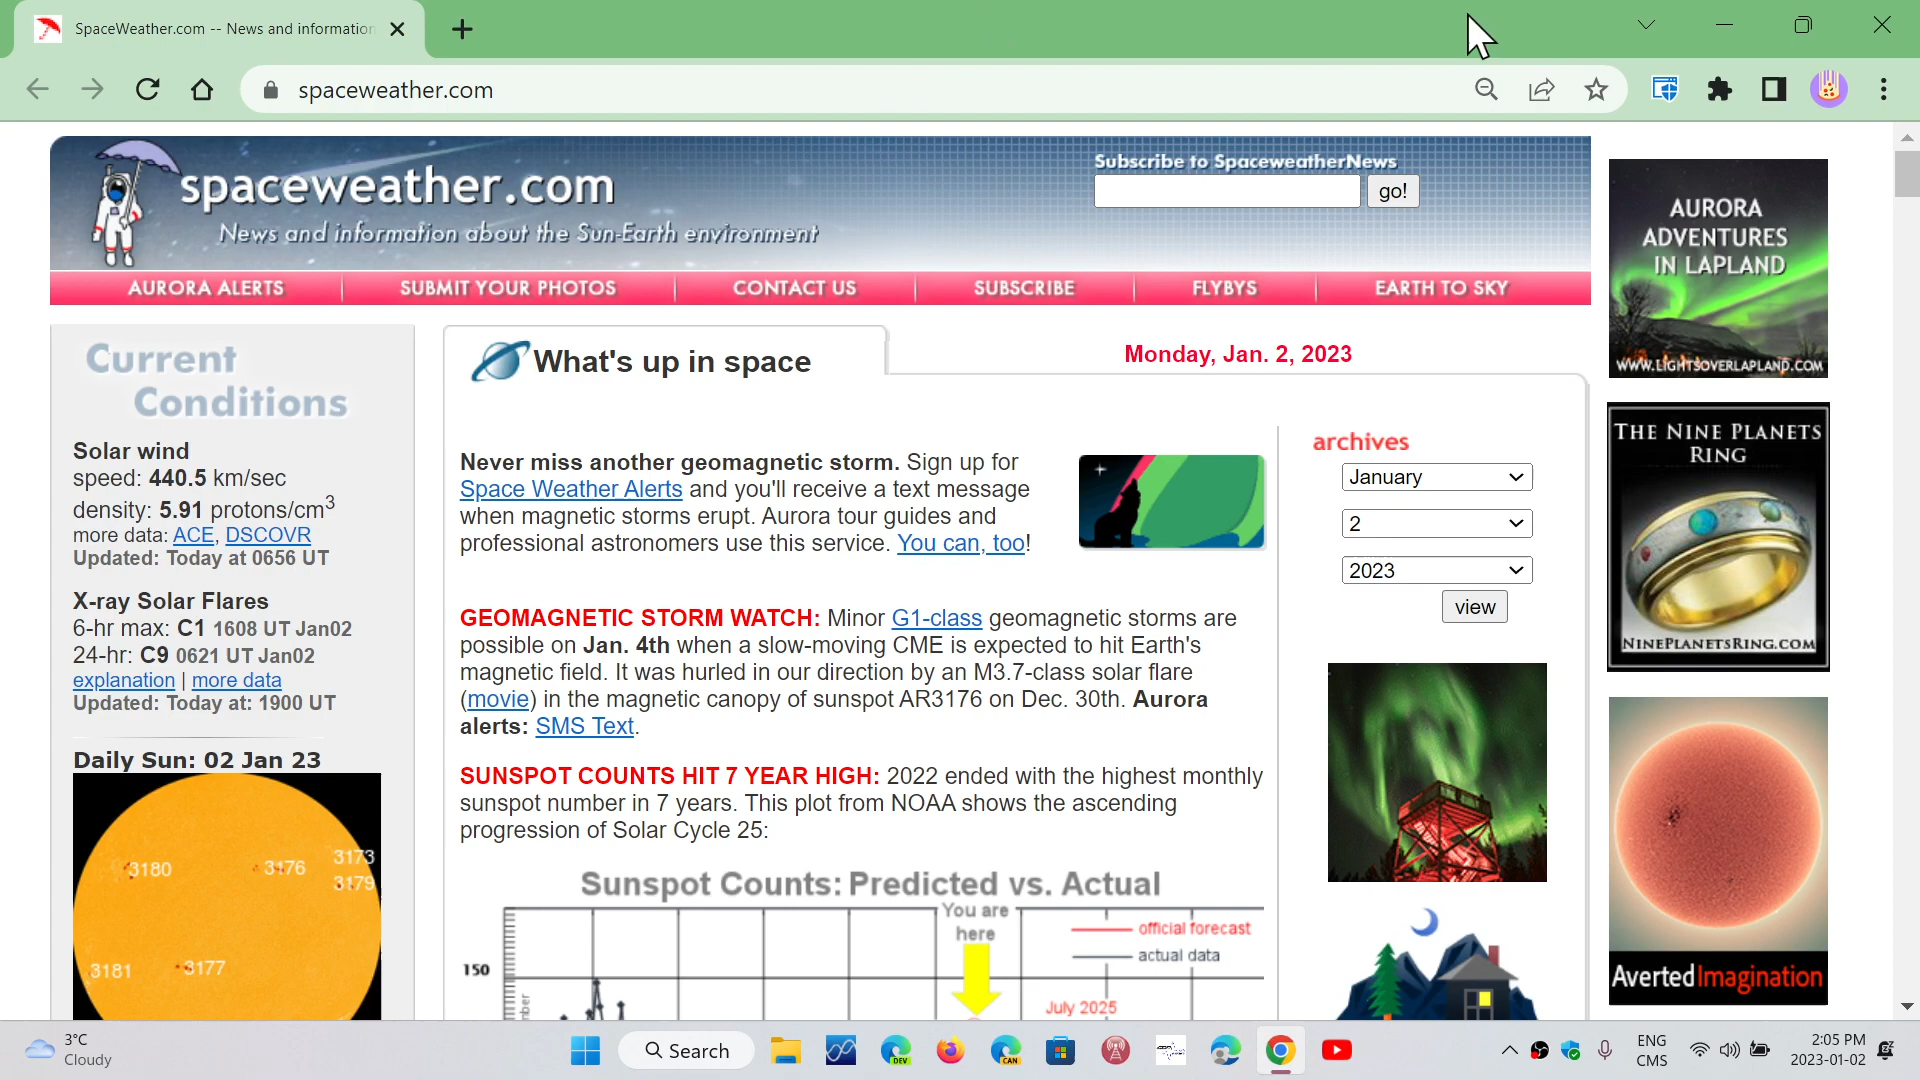 SpaceWeather.com -- News and information
spaceweather.com
spaceweather.com
News and information about the Sun-Earth environment
Subscribe to SpaceweatherNews
go!
AURORA ALERTS
SUBMIT YOUR PHOTOS
CONTACT US
SUBSCRIBE
FLYBYS
EARTH TO SKY
Current
Conditions
Solar wind
speed: 440.5 km/sec
density: 5.91 protons/cm3
more data: ACE, DSCOVR
Updated: Today at 0656 UT
X-ray Solar Flares
6-hr max: C1 1608 UT Jan02
24-hr: C9 0621 UT Jan02
explanation | more data
Updated: Today at: 1900 UT
Daily Sun: 02 Jan 23
3180
3176
3173
3179
3181
3177
What's up in space
Monday, Jan. 2, 2023
Never miss another geomagnetic storm. Sign up for
Space Weather Alerts and you'll receive a text message
when magnetic storms erupt. Aurora tour guides and
professional astronomers use this service. You can, too!
GEOMAGNETIC STORM WATCH: Minor G1-class geomagnetic storms are
possible on Jan. 4th when a slow-moving CME is expected to hit Earth's
magnetic field. It was hurled in our direction by an M3.7-class solar flare
(movie) in the magnetic canopy of sunspot AR3176 on Dec. 30th. Aurora
alerts: SMS Text.
SUNSPOT COUNTS HIT 7 YEAR HIGH: 2022 ended with the highest monthly
sunspot number in 7 years. This plot from NOAA shows the ascending
progression of Solar Cycle 25:
Sunspot Counts: Predicted vs. Actual
You are
here
official forecast
actual data
150
July 2025
archives
January
2
2023
view
AURORA
ADVENTURES
IN LAPLAND
WWW.LIGHTSOVERLAPLAND.COM
THE NINE PLANETS
RING
NINEPLANETSRING.COM
AvertedImagination
3°C
Cloudy
Search
DEV
CAN
ENG
CMS
2:05 PM
2023-01-02